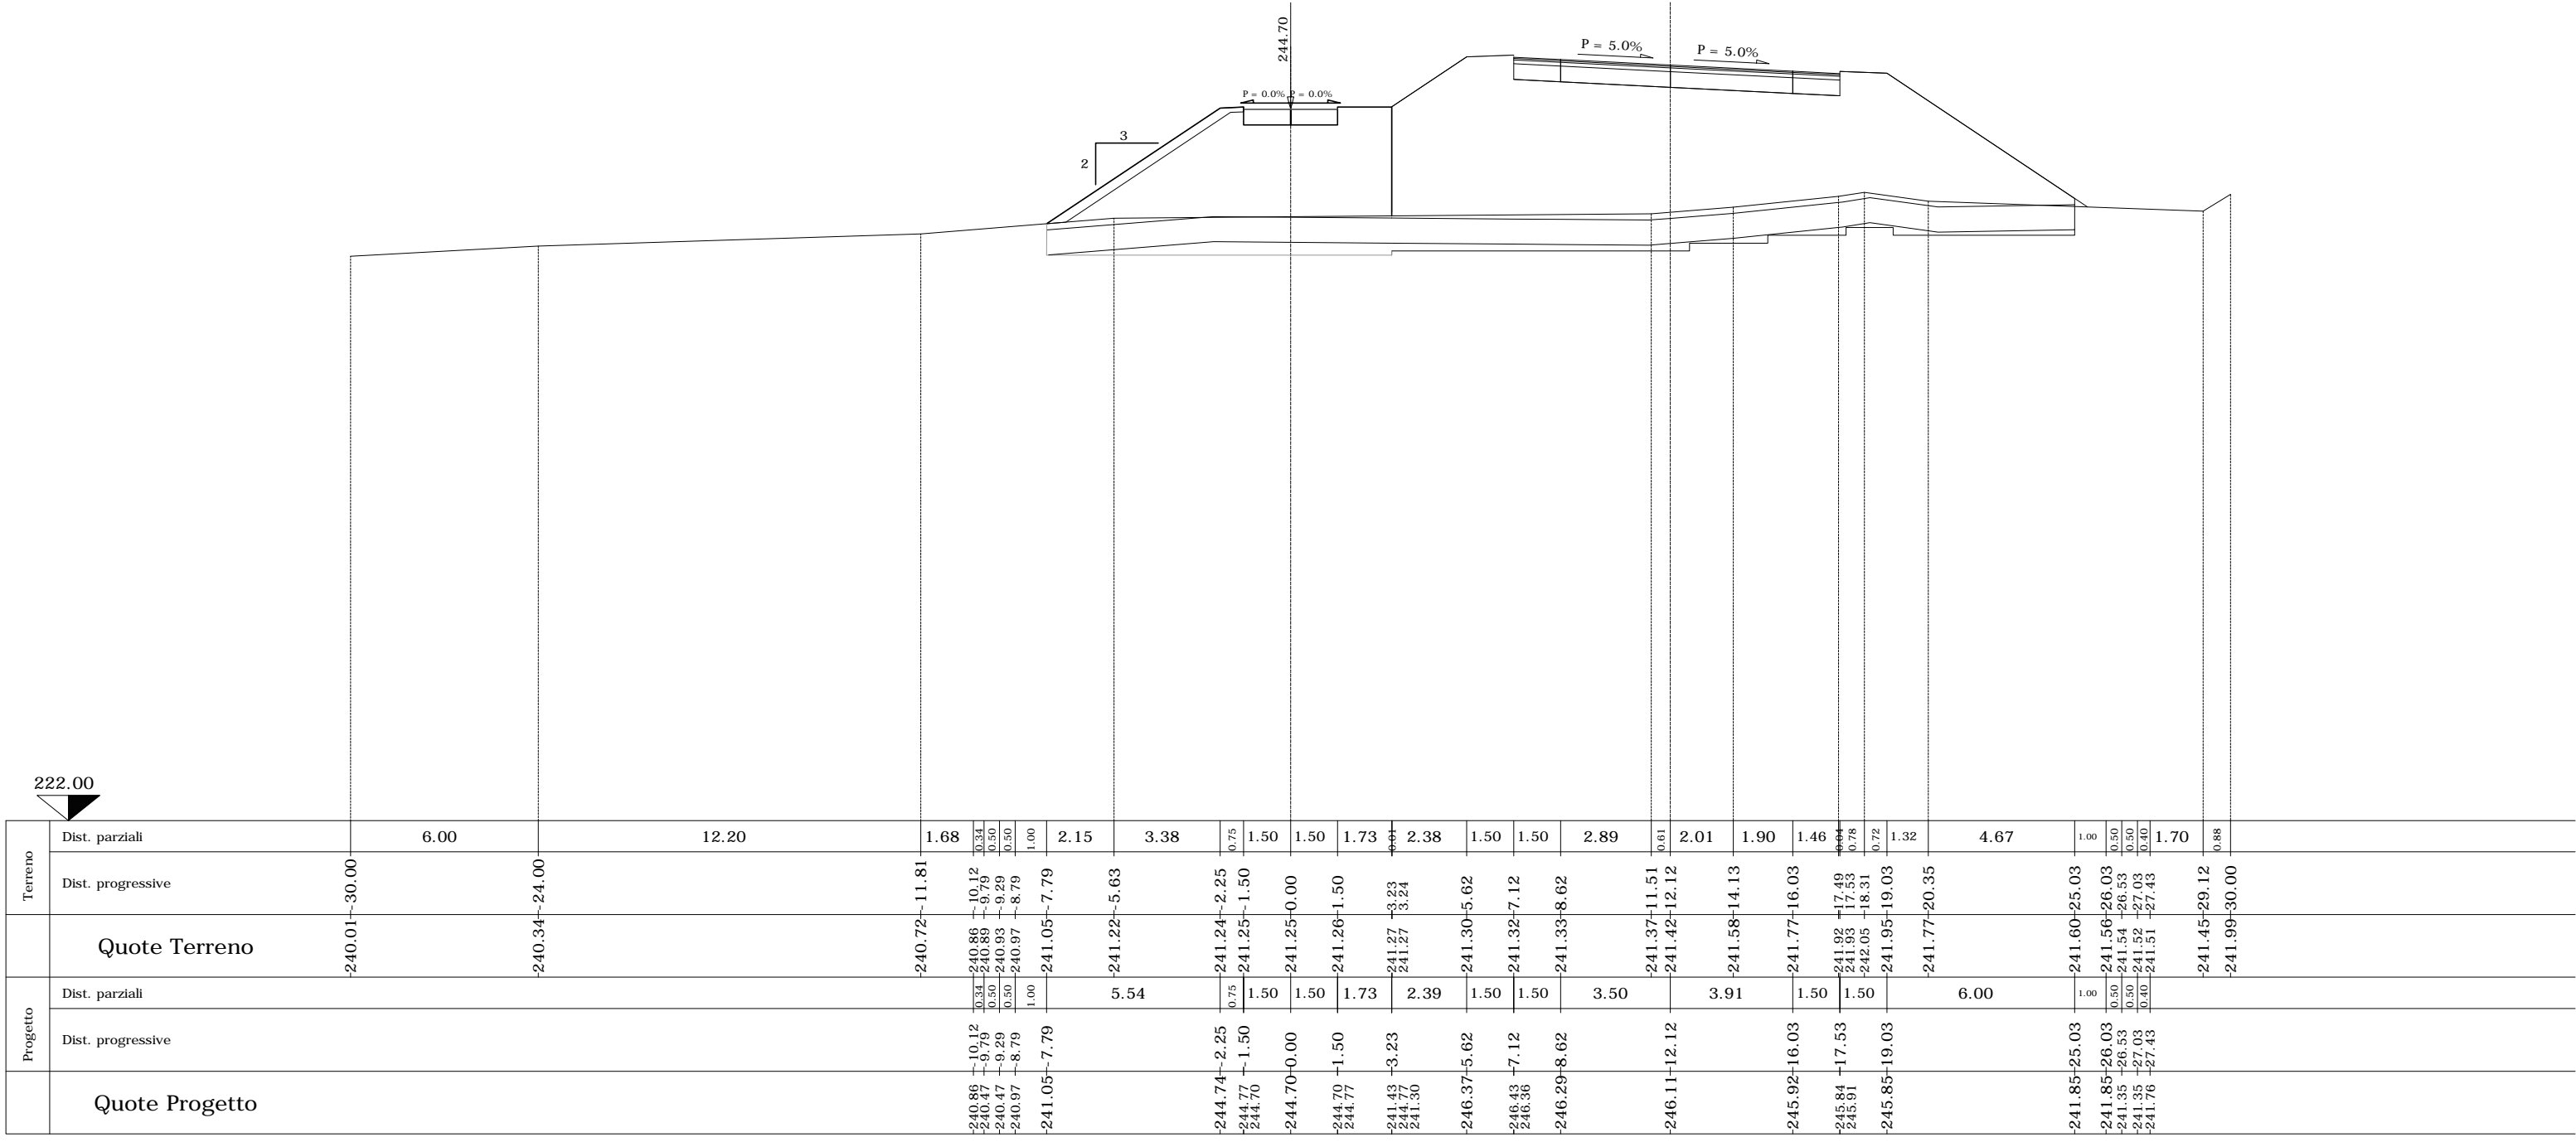 244.70
P = 5.0%
P = 5.0%
P = 0.0%
P = 0.0%
3
2
222.00
Terreno
Dist. parziali
6.00 12.20 1.68 0.34 0.50 0.50 1.00 2.15 3.38 0.75 1.50 1.50 1.73 0.01 2.38 1.50 1.50 2.89 0.61 2.01 1.90 1.46 0.04 0.78 0.72 1.32 4.67 1.00 0.50 0.50 0.40 1.70 0.88
Dist. progressive
-30.00 -24.00 -11.81 -10.12 -9.79 -9.29 -8.79 -7.79 -5.63 -2.25 -1.50 0.00 1.50 3.23 3.24 5.62 7.12 8.62 11.51 12.12 14.13 16.03 17.49 17.53 18.31 19.03 20.35 25.03 26.03 26.53 27.03 27.43 29.12 30.00
Quote Terreno
240.01 240.34 240.72 240.86 240.89 240.93 240.97 241.05 241.22 241.24 241.25 241.25 241.26 241.27 241.27 241.30 241.32 241.33 241.37 241.42 241.58 241.77 241.92 241.93 242.05 241.95 241.77 241.60 241.56 241.54 241.52 241.51 241.45 241.99
Progetto
Dist. parziali
0.34 0.50 0.50 1.00 5.54 0.75 1.50 1.50 1.73 2.39 1.50 1.50 3.50 3.91 1.50 1.50 6.00 1.00 0.50 0.50 0.40
Dist. progressive
-10.12 -9.79 -9.29 -8.79 -7.79 -2.25 -1.50 0.00 1.50 3.23 5.62 7.12 8.62 12.12 16.03 17.53 19.03 25.03 26.03 26.53 27.03 27.43
Quote Progetto
240.86 240.47 240.47 240.97 241.05 244.74 244.77 244.70 244.70 244.70 244.77 241.43 244.77 241.30 246.37 246.43 246.36 246.29 246.11 245.92 245.84 245.91 245.85 241.85 241.85 241.35 241.35 241.76